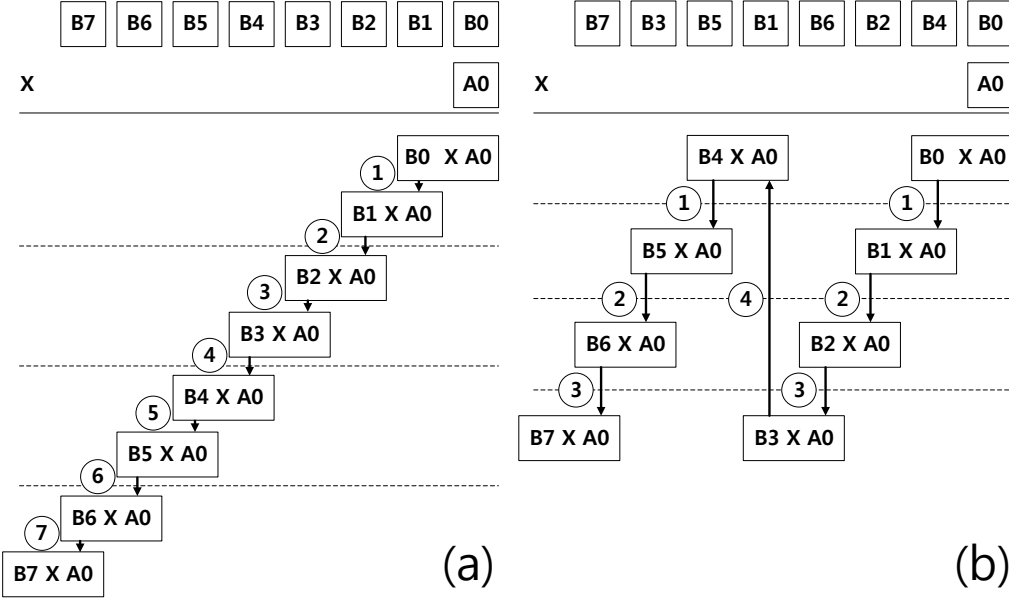 B7 B6 B5 B4 B3 B2 B1 B0
X A0
B0 X A0
1
B1 X A0
2
B2 X A0
3
B3 X A0
4
B4 X A0
5
B5 X A0
6
B6 X A0
7
B7 X A0
(a)
B7 B3 B5 B1 B6 B2 B4 B0
X A0
B4 X A0 B0 X A0
1 1
B5 X A0 B1 X A0
2 4 2
B6 X A0 B2 X A0
3 3
B7 X A0 B3 X A0
(b)